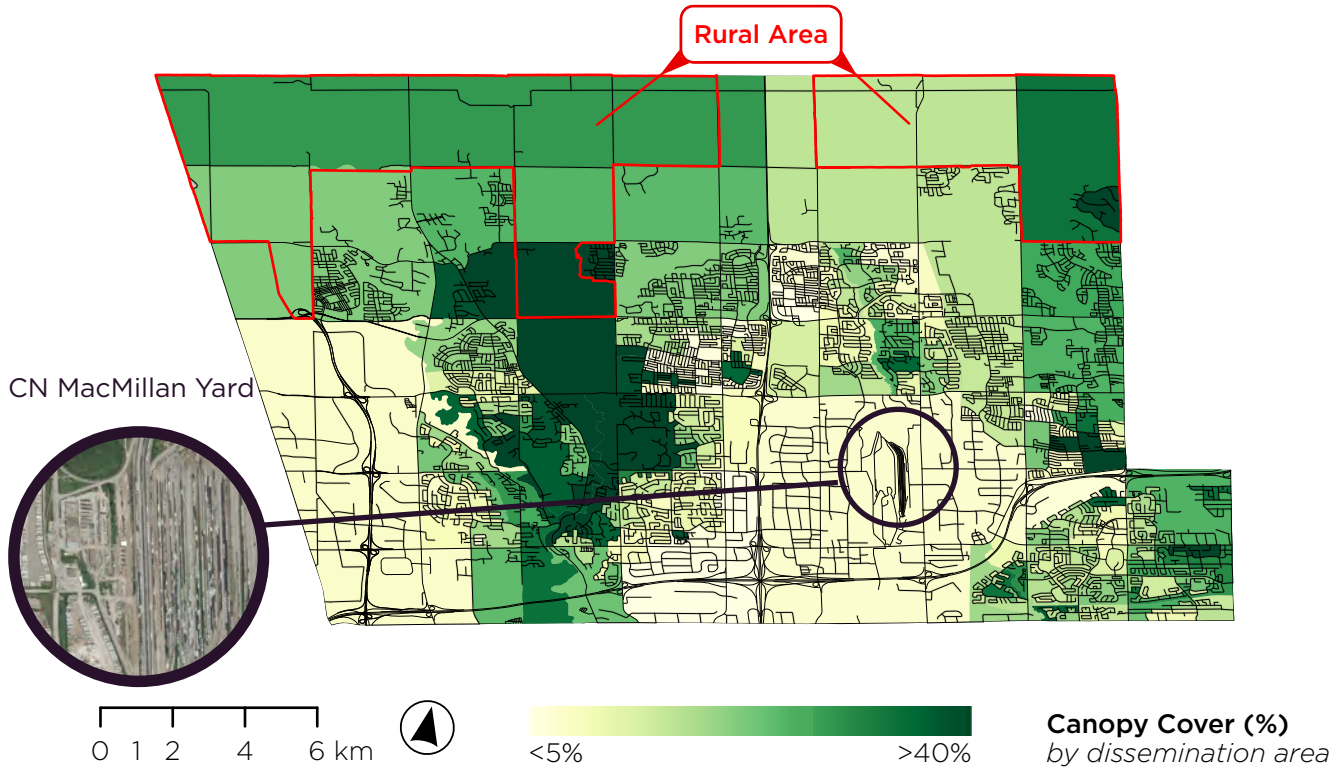 Rural Area
CN MacMillan Yard
0 1 2 4 6 km
<5% >40%
Canopy Cover (%)
by dissemination area